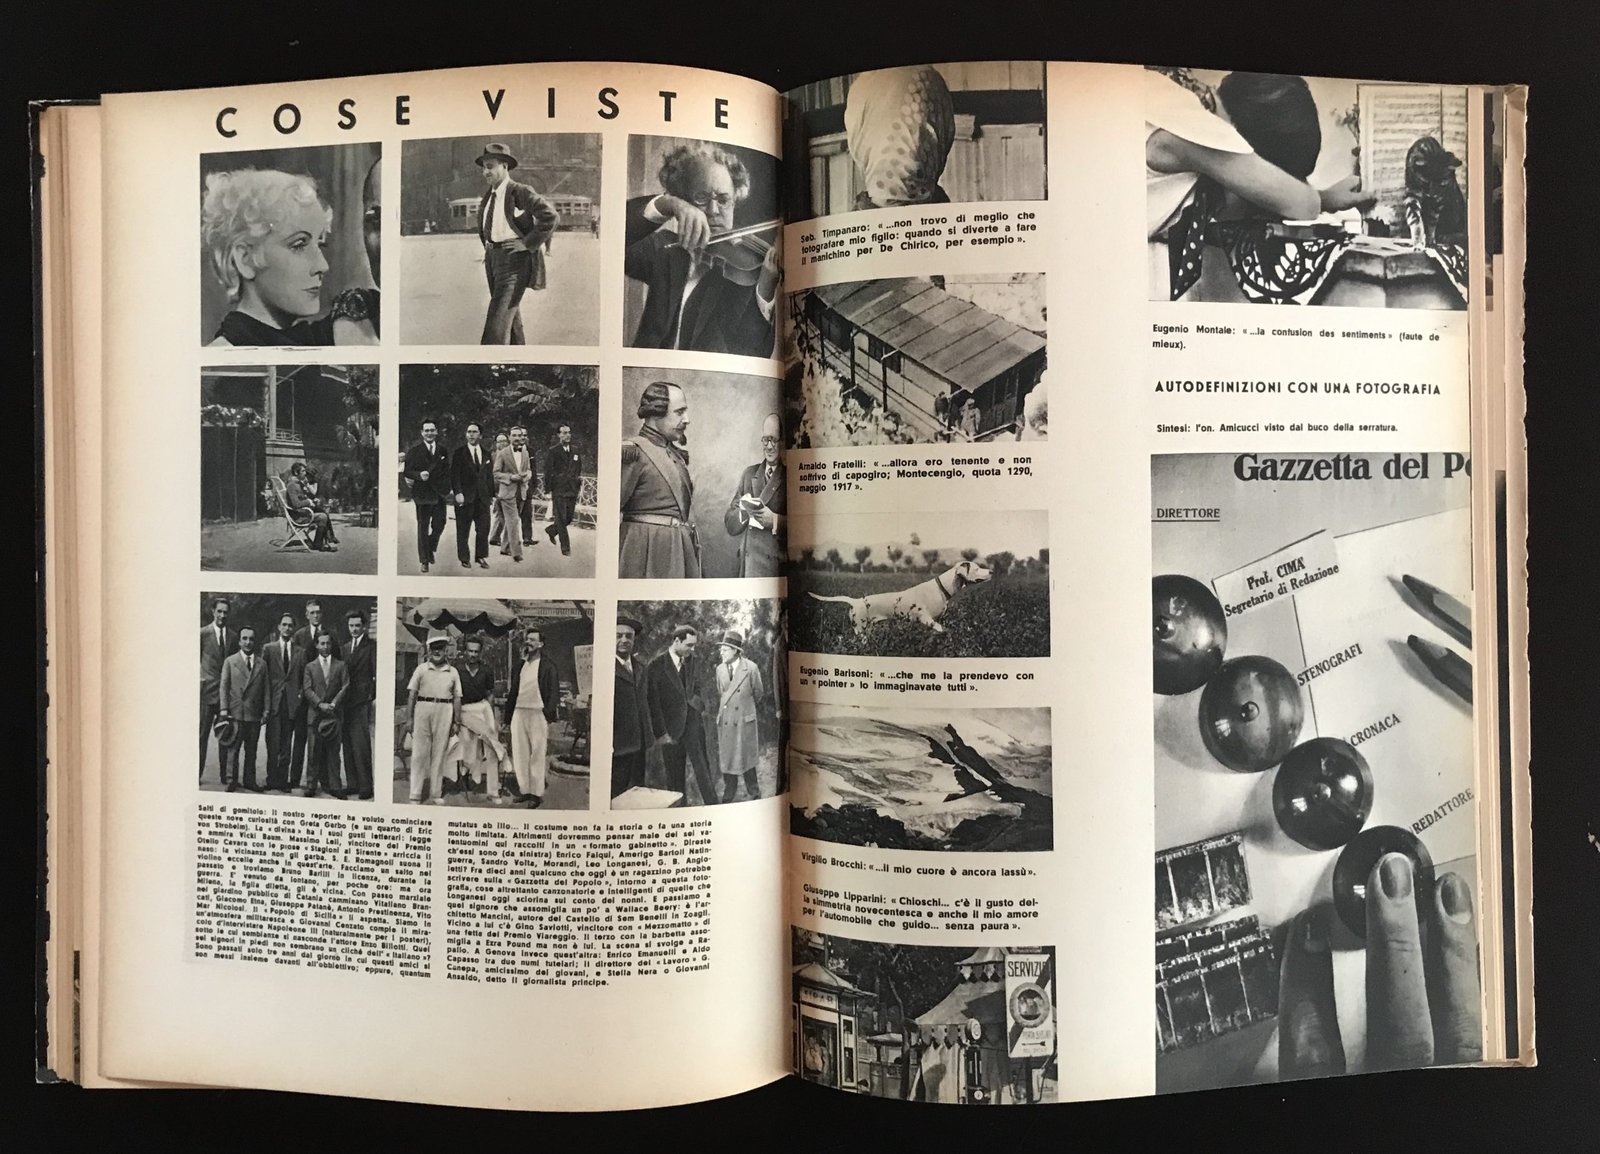 COSE VISTE
Salti di gomitolo: il nostro reporter ha voluto cominciare
queste nove curiosità con Greta Garbo (e un quarto di Eric
von Stroheim). La « divina » ha i suoi gusti letterari: legge
e ammira Vicki Baum. Massimo Lelj, vincitore del Premio
Otello Cavara con le prose « Stagioni al Sirente » arriccia il
naso: la vicinanza non gli garba. S. E. Romagnoli suona il
violino eccelle anche in quest'arte. Facciamo un salto nel
passato e troviamo Bruno Barilli in licenza, durante la
guerra. E' venuto da lontano, per poche ore: ma ora
Milena, la figlia diletta, gli è vicina. Con passo marziale
nel giardino pubblico di Catania camminano Vitaliano Bran-
cati, Giacomo Etna, Giuseppe Patanè, Antonio Prestinenza, Vito
Mar Nicolosi. Il « Popolo di Sicilia » li aspetta. Siamo in
un'atmosfera militaresca e Giovanni Cenzato compie il mira-
colo d'intervistare Napoleone III (naturalmente per i posteri),
sotto le cui sembianze si nasconde l'attore Enzo Biliotti. Quei
sei signori in piedi non sembrano un cliché dell'« Italiano »?
Sono passati solo tre anni dal giorno in cui questi amici si
son messi insieme davanti all'obbiettivo; eppure, quantum
mutatus ab illo... Il costume non fa la storia o fa una storia
molto limitata. Altrimenti dovremmo pensar male dei sei va-
lentuomini qui raccolti in un « formato gabinetto ». Direste
ch'essi sono (da sinistra) Enrico Falqui, Amerigo Bartoli Natin-
guerra, Sandro Volta, Morandi, Leo Longanesi, G. B. Angio-
letti? Fra dieci anni qualcuno che oggi è un ragazzino potrebbe
scrivere sulla « Gazzetta del Popolo », intorno a questa foto-
grafia, cose altrettanto canzonatorie e intelligenti di quelle che
Longanesi oggi sciorina sul conto dei nonni. E passiamo a
quel signore che assomiglia un po' a Wallace Beery: è l'ar-
chitetto Mancini, autore del Castello di Sem Benelli in Zoagli.
Vicino a lui c'è Gino Saviotti, vincitore con « Mezzomatto » di
una fetta del Premio Viareggio. Il terzo con la barbetta asso-
miglia a Ezra Pound ma non è lui. La scena si svolge a Ra-
pallo. A Genova invece quest'altra: Enrico Emanuelli e Aldo
Capasso tra due numi tutelari; il direttore del « Lavoro » G.
Cunepa, amicissimo dei giovani, e Stella Nera o Giovanni
Ansaldo, detto il giornalista principe.
Seb. Timpanaro: « ...non trovo di meglio che
fotografare mio figlio: quando si diverte a fare
il manichino per De Chirico, per esempio ».
Arnaldo Fratelli: « ...allora ero tenente e non
soffrivo di capogiro; Montecengio, quota 1290,
maggio 1917 ».
Eugenio Barisoni: « ...che me la prendevo con
un « pointer » lo immaginavate tutti ».
Virgilio Brocchi: « ...il mio cuore è ancora lassù ».
Giuseppe Lipparini: « Chioschi... c'è il gusto del-
la simmetria novecentesca e anche il mio amore
per l'automobile che guido... senza paura ».
SERVIZI
Eugenio Montale: « ...la confusion des sentiments » (faute de
mieux).
AUTODEFINIZIONI CON UNA FOTOGRAFIA
Sintesi: l'on. Amicucci visto dal buco della serratura.
Gazzetta del Po
DIRETTORE
Prof. CIMA
Segretario di Redazione
STENOGRAFI
CRONACA
REDATTORE